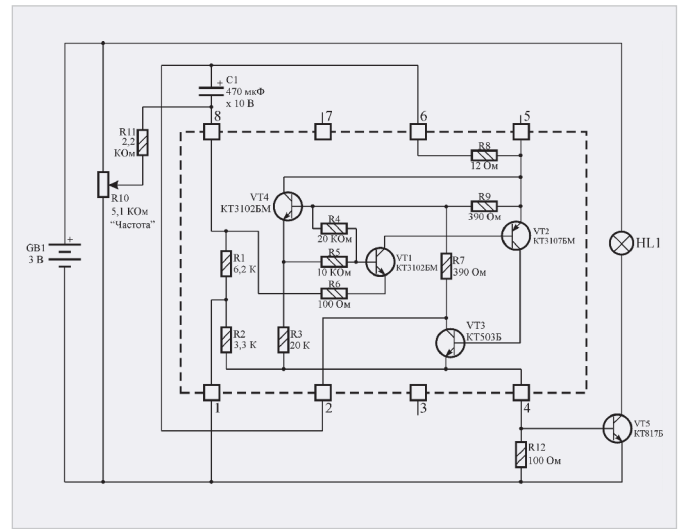 C1
+
470 мкФ
х 10 В
8
7
6
5
R11
2,2
КОм
R8
12 Ом
VT4
КТ3102БМ
R9
390 Ом
R10
5,1 КОм
"Частота"
R4
20 КОм
VT2
КТ3107БМ
GB1
3 В
+
HL1
R1
6,2 К
R5
10 КОм
VT1
КТ3102БМ
R7
390 Ом
R6
100 Ом
R2
3,3 К
R3
20 К
VT3
КТ503Б
1
2
3
4
VT5
КТ817Б
R12
100 Ом